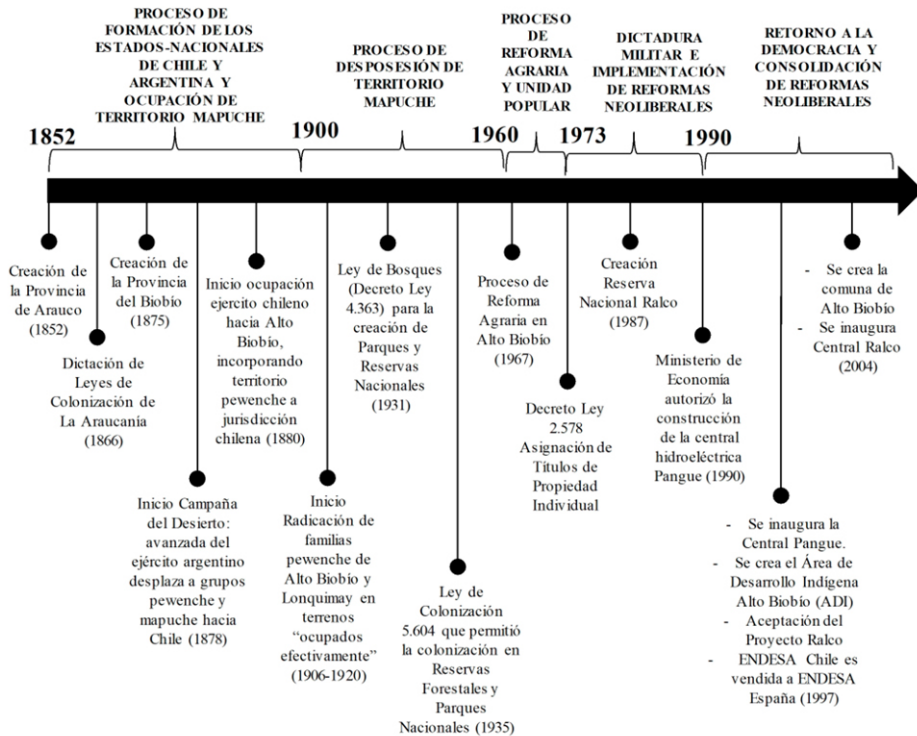 PROCESO DE
FORMACIÓN DE LOS
ESTADOS-NACIONALES
DE CHILE Y
ARGENTINA Y
OCUPACIÓN DE
TERRITORIO MAPUCHE
PROCESO DE
DESPOSESIÓN DE
TERRITORIO
MAPUCHE
PROCESO
DE
REFORMA
AGRARIA
Y UNIDAD
POPULAR
DICTADURA
MILITAR E
IMPLEMENTACIÓN
DE REFORMAS
NEOLIBERALES
RETORNO A LA
DEMOCRACIA Y
CONSOLIDACIÓN
DE REFORMAS
NEOLIBERALES
1852
1900
1960
1973
1990
Creación de
la Provincia
de Arauco
(1852)
Dictación de
Leyes de
Colonización de
La Araucanía
(1866)
Creación de
la Provincia
del Biobío
(1875)
Inicio Campaña
del Desierto:
avanzada del
ejército argentino
desplaza a grupos
pewenche y
mapuche hacia
Chile (1878)
Inicio ocupación
ejercito chileno
hacia Alto
Biobío,
incorporando
territorio
pewenche a
jurisdicción
chilena (1880)
Inicio
Radicación de
familias
pewenche de
Alto Biobío y
Lonquimay en
terrenos
“ocupados
efectivamente”
(1906-1920)
Ley de Bosques
(Decreto Ley
4.363) para la
creación de
Parques y
Reservas
Nacionales
(1931)
Ley de
Colonización
5.604 que permitió
la colonización en
Reservas
Forestales y
Parques
Nacionales (1935)
Proceso de
Reforma
Agraria en
Alto Biobío
(1967)
Decreto Ley
2.578
Asignación de
Títulos de
Propiedad
Individual
Creación
Reserva
Nacional Ralco
(1987)
Ministerio de
Economía
autorizó la
construcción
de la central
hidroeléctrica
Pangue (1990)
- Se inaugura la
Central Pangue.
- Se crea el Área de
Desarrollo Indígena
Alto Biobío (ADI)
- Aceptación del
Proyecto Ralco
- ENDESA Chile es
vendida a ENDESA
España (1997)
- Se crea la
comuna de
Alto Biobío
- Se inaugura
Central Ralco
(2004)